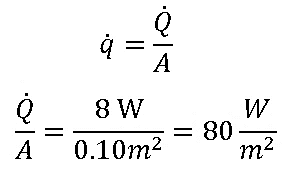 q̇ = Q̇/A
Q̇/A = 8 W/0.10m² = 80 W/m²